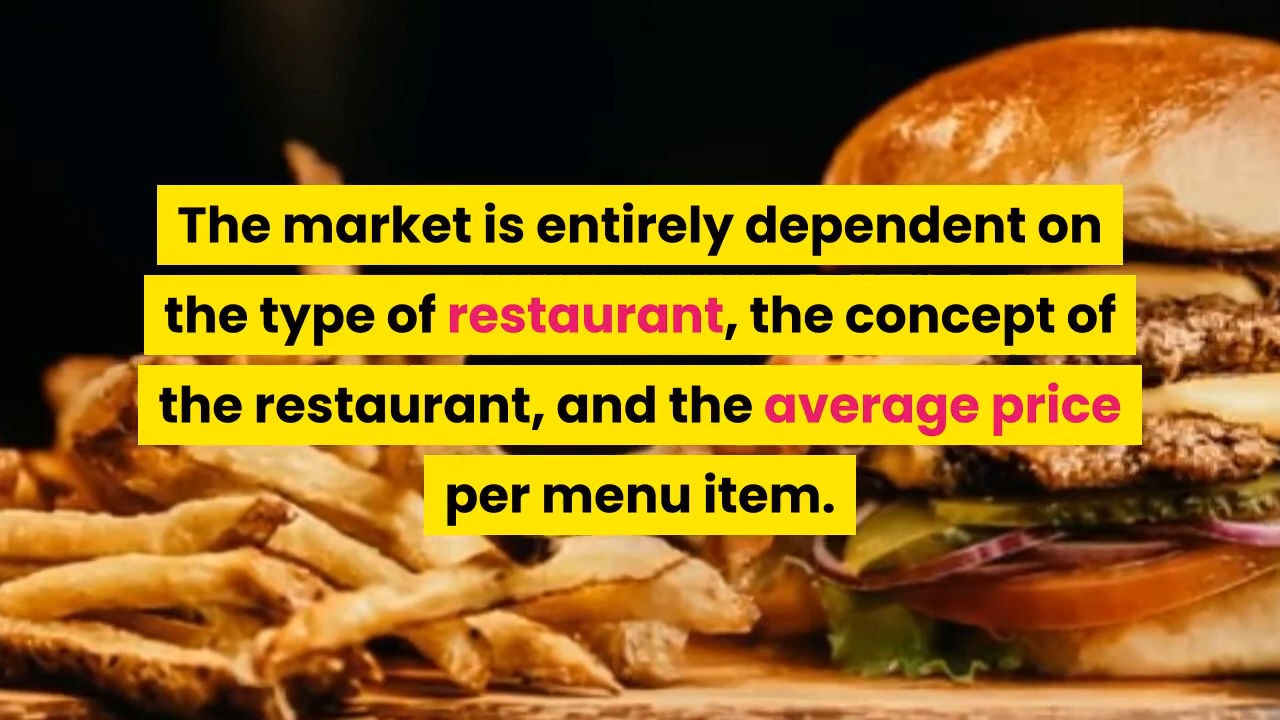 The market is entirely dependent on
the type of restaurant, the concept of
the restaurant, and the average price
per menu item.